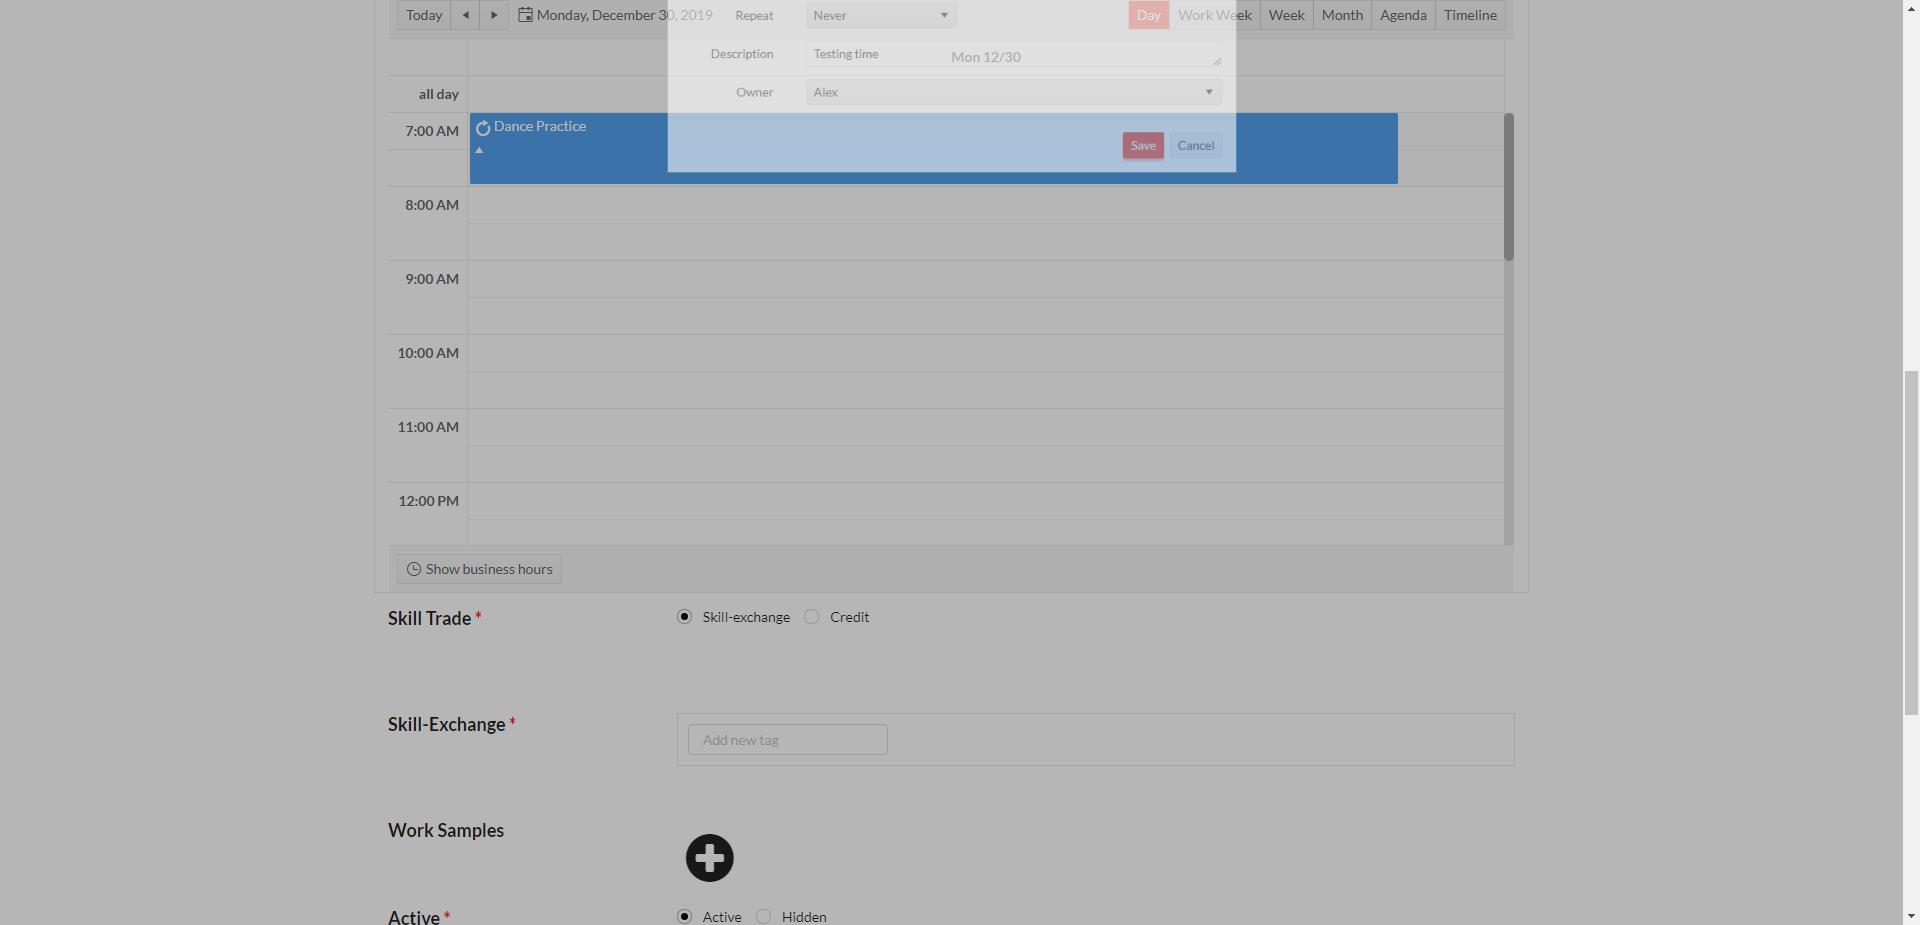 Today Monday, December 30, 2019 Repeat Never Day Work Week Week Month Agenda Timeline
Description Testing time Mon 12/30
Owner Alex
all day
7:00 AM Dance Practice
Save Cancel
8:00 AM
9:00 AM
10:00 AM
11:00 AM
12:00 PM
Show business hours
Skill Trade * Skill-exchange Credit
Skill-Exchange * Add new tag
Work Samples
Active * Active Hidden